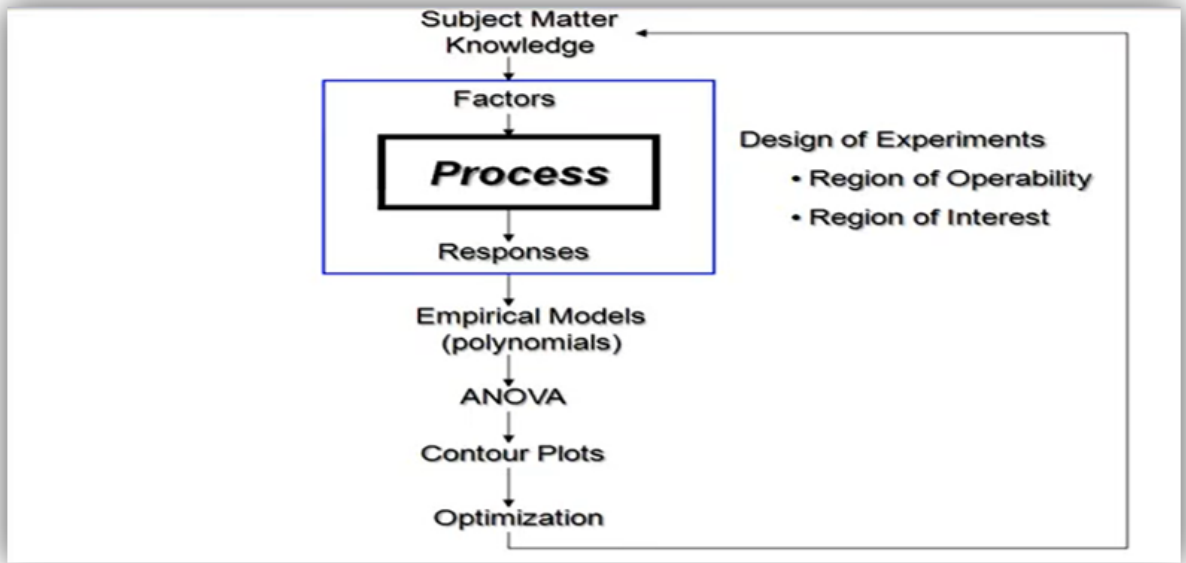 Subject Matter
Knowledge
Factors
Process
Responses
Design of Experiments
• Region of Operability
• Region of Interest
Empirical Models
(polynomials)
ANOVA
Contour Plots
Optimization